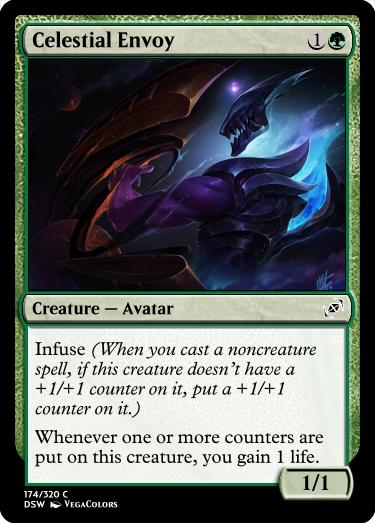 Celestial Envoy 1
Creature — Avatar
Infuse (When you cast a noncreature
spell, if this creature doesn't have a
+1/+1 counter on it, put a +1/+1
counter on it.)
Whenever one or more counters are
put on this creature, you gain 1 life.
1/1
174/320 C
DSW VegaColors